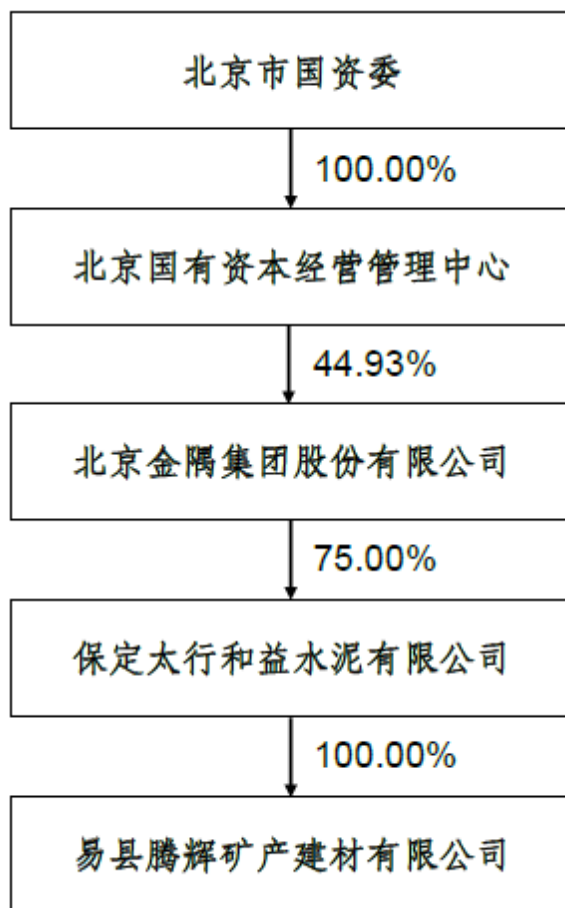 北京市国资委
100.00%
北京国有资本经营管理中心
44.93%
北京金隅集团股份有限公司
75.00%
保定太行和益水泥有限公司
100.00%
易县腾辉矿产建材有限公司